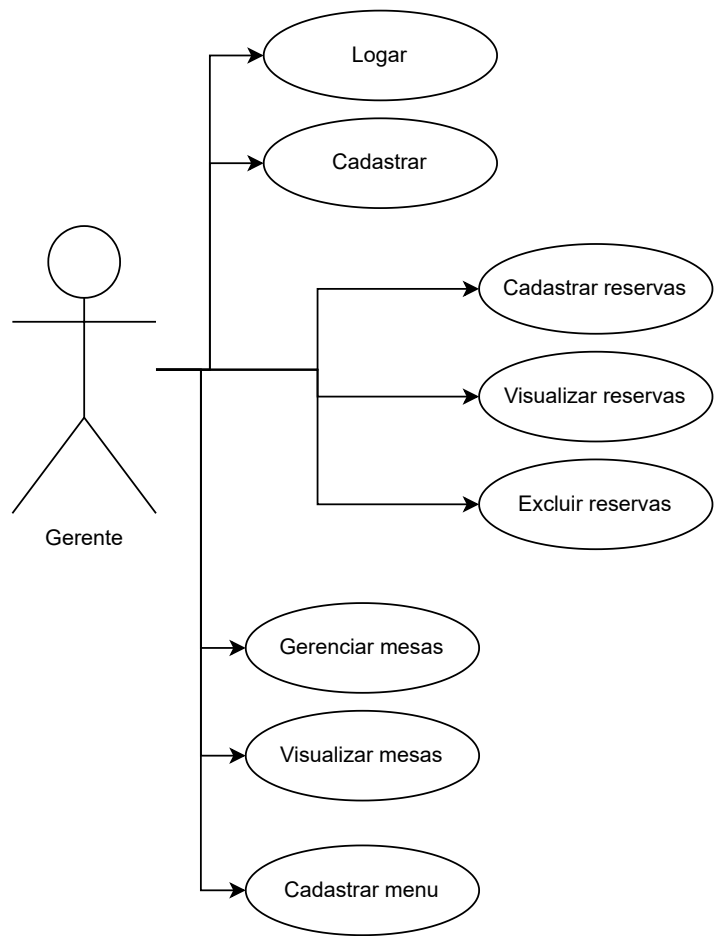 Logar
Cadastrar
Cadastrar reservas
Visualizar reservas
Excluir reservas
Gerente
Gerenciar mesas
Visualizar mesas
Cadastrar menu